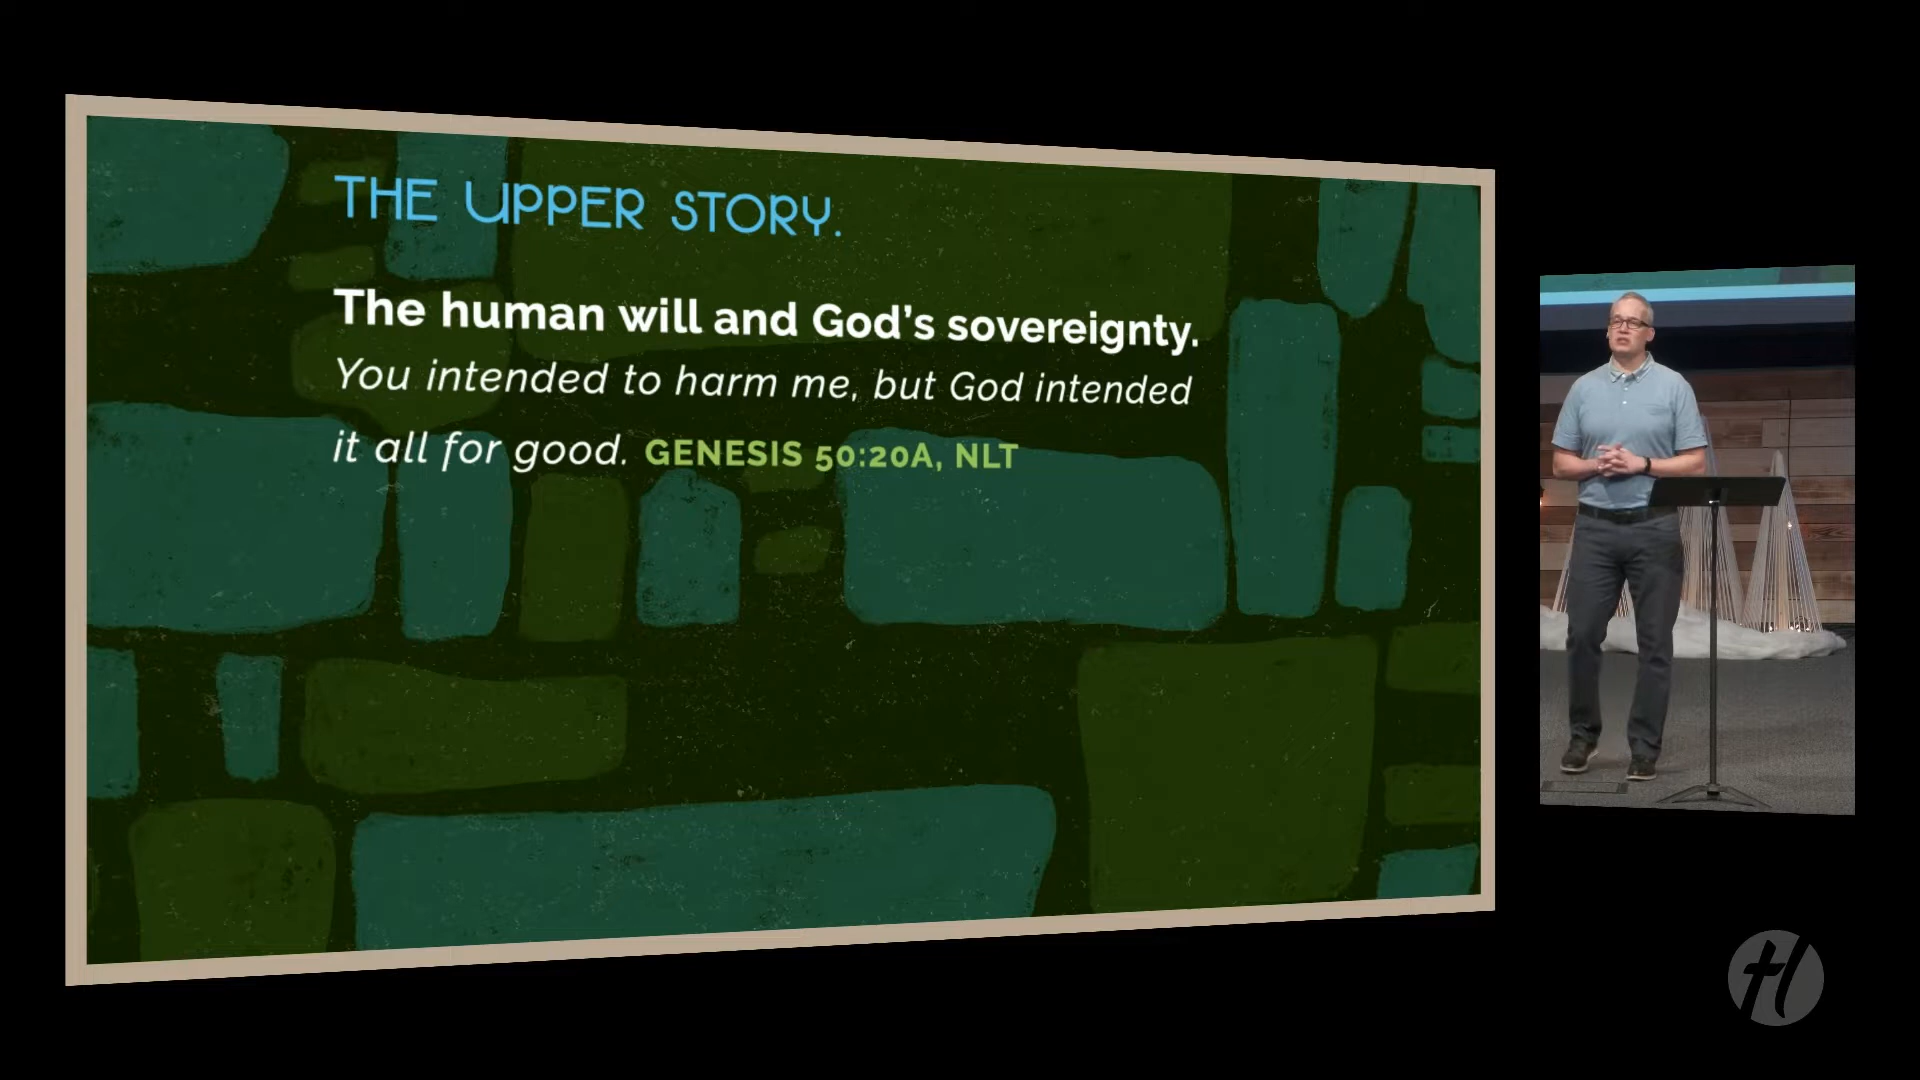 THE UPPER STORY.
The human will and God's sovereignty.
You intended to harm me, but God intended
it all for good. GENESIS 50:20A, NLT